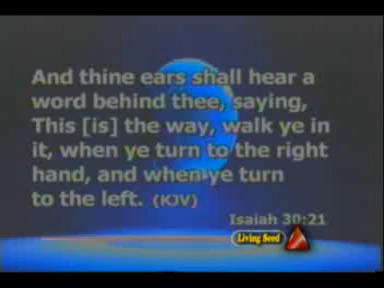 And thine ears shall hear a
word behind thee, saying,
This [is] the way, walk ye in
it, when ye turn to the right
hand, and when ye turn
to the left. (KJV)
Isaiah 30:21
Living Seed